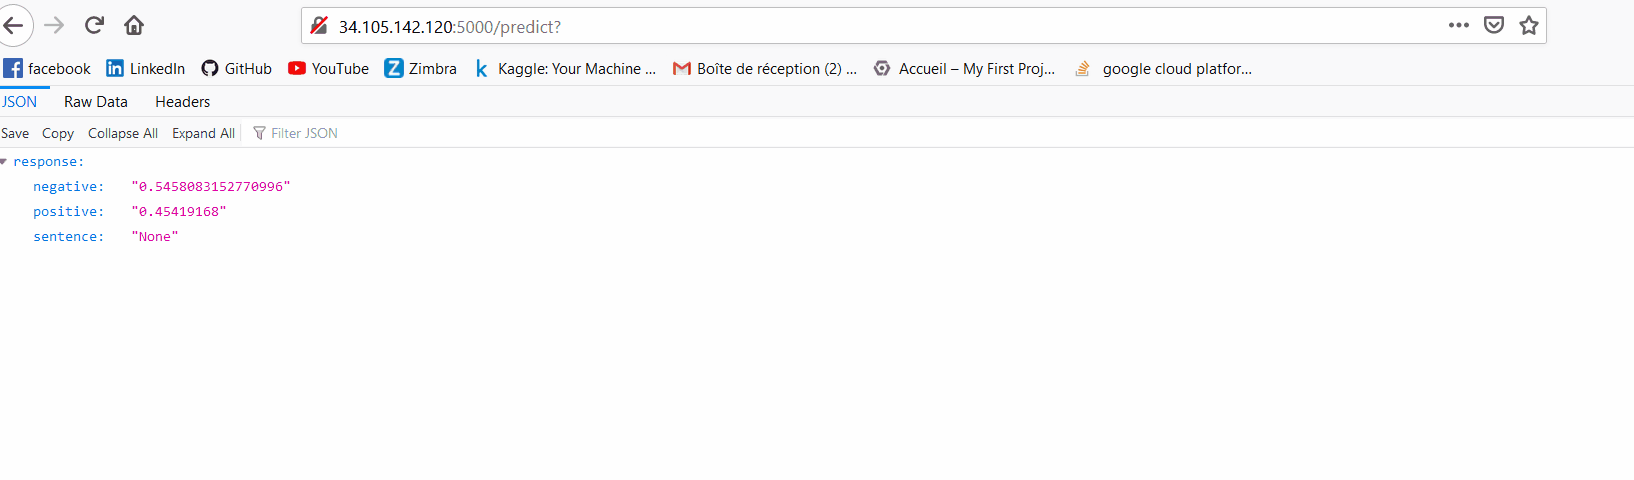 34.105.142.120:5000/predict?
facebook LinkedIn GitHub YouTube Zimbra Kaggle: Your Machine ... Boîte de réception (2) ... Accueil – My First Proj... google cloud platfor...
JSON Raw Data Headers
Save Copy Collapse All Expand All Filter JSON
response:
negative: "0.5458083152770996"
positive: "0.45419168"
sentence: "None"